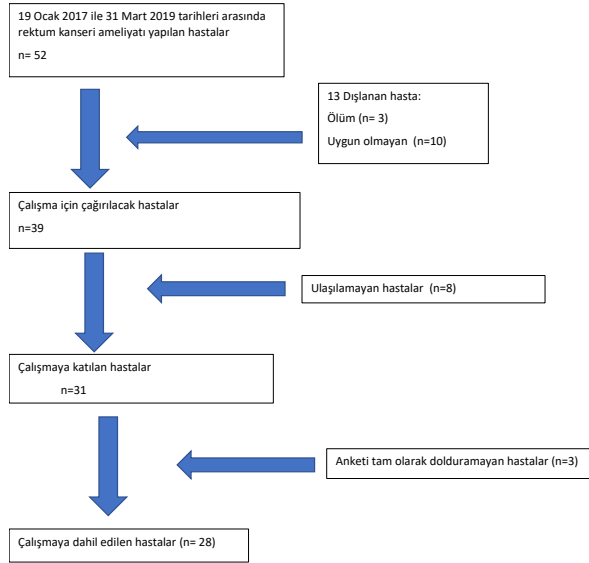 19 Ocak 2017 ile 31 Mart 2019 tarihleri arasında
rektum kanseri ameliyatı yapılan hastalar
n= 52
13 Dışlanan hasta:
Ölüm (n= 3)
Uygun olmayan (n=10)
Çalışma için çağırılacak hastalar
n=39
Ulaşılamayan hastalar (n=8)
Çalışmaya katılan hastalar
n=31
Anketi tam olarak dolduramayan hastalar (n=3)
Çalışmaya dahil edilen hastalar (n= 28)